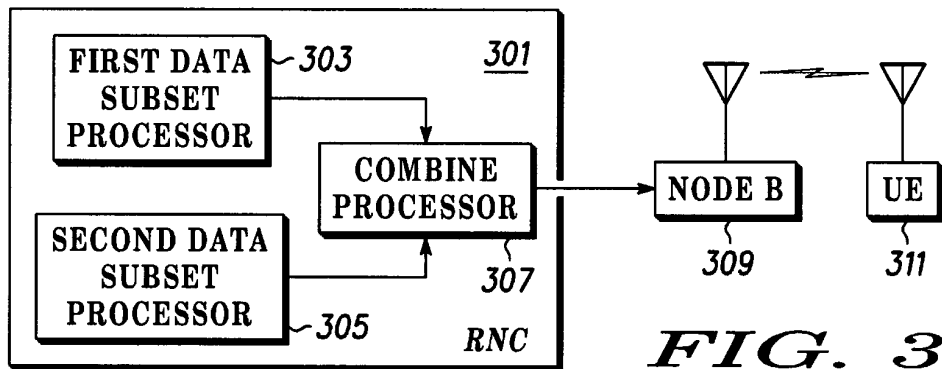 FIRST DATA
SUBSET
PROCESSOR
303
301
COMBINE
PROCESSOR
307
SECOND DATA
SUBSET
PROCESSOR
305
RNC
NODE B
309
UE
311
FIG. 3